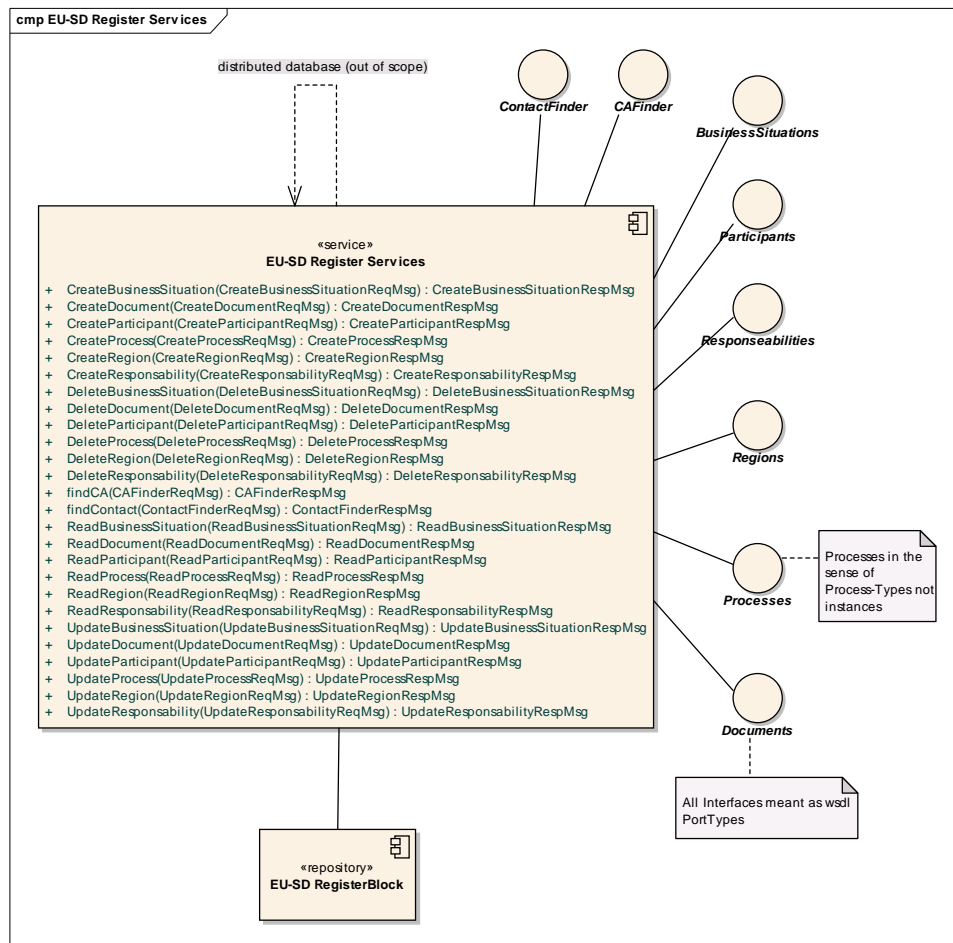 cmp EU-SD Register Services
distributed database (out of scope)
ContactFinder
CAFinder
BusinessSituations
Participants
Responseabilities
Regions
Processes
Processes in the
sense of
Process-Types not
instances
Documents
All Interfaces meant as wsdl
PortTypes
«service»
EU-SD Register Services
+ CreateBusinessSituation(CreateBusinessSituationReqMsg) : CreateBusinessSituationRespMsg
+ CreateDocument(CreateDocumentReqMsg) : CreateDocumentRespMsg
+ CreateParticipant(CreateParticipantReqMsg) : CreateParticipantRespMsg
+ CreateProcess(CreateProcessReqMsg) : CreateProcessRespMsg
+ CreateRegion(CreateRegionReqMsg) : CreateRegionRespMsg
+ CreateResponsability(CreateResponsabilityReqMsg) : CreateResponsabilityRespMsg
+ DeleteBusinessSituation(DeleteBusinessSituationReqMsg) : DeleteBusinessSituationRespMsg
+ DeleteDocument(DeleteDocumentReqMsg) : DeleteDocumentRespMsg
+ DeleteParticipant(DeleteParticipantReqMsg) : DeleteParticipantRespMsg
+ DeleteProcess(DeleteProcessReqMsg) : DeleteProcessRespMsg
+ DeleteRegion(DeleteRegionReqMsg) : DeleteRegionRespMsg
+ DeleteResponsability(DeleteResponsabilityReqMsg) : DeleteResponsabilityRespMsg
+ findCA(CAFinderReqMsg) : CAFinderRespMsg
+ findContact(ContactFinderReqMsg) : ContactFinderRespMsg
+ ReadBusinessSituation(ReadBusinessSituationReqMsg) : ReadBusinessSituationRespMsg
+ ReadDocument(ReadDocumentReqMsg) : ReadDocumentRespMsg
+ ReadParticipant(ReadParticipantReqMsg) : ReadParticipantRespMsg
+ ReadProcess(ReadProcessReqMsg) : ReadProcessRespMsg
+ ReadRegion(ReadRegionReqMsg) : ReadRegionRespMsg
+ ReadResponsability(ReadResponsabilityReqMsg) : ReadResponsabilityRespMsg
+ UpdateBusinessSituation(UpdateBusinessSituationReqMsg) : UpdateBusinessSituationRespMsg
+ UpdateDocument(UpdateDocumentReqMsg) : UpdateDocumentRespMsg
+ UpdateParticipant(UpdateParticipantReqMsg) : UpdateParticipantRespMsg
+ UpdateProcess(UpdateProcessReqMsg) : UpdateProcessRespMsg
+ UpdateRegion(UpdateRegionReqMsg) : UpdateRegionRespMsg
+ UpdateResponsability(UpdateResponsabilityReqMsg) : UpdateResponsabilityRespMsg
«repository»
EU-SD RegisterBlock